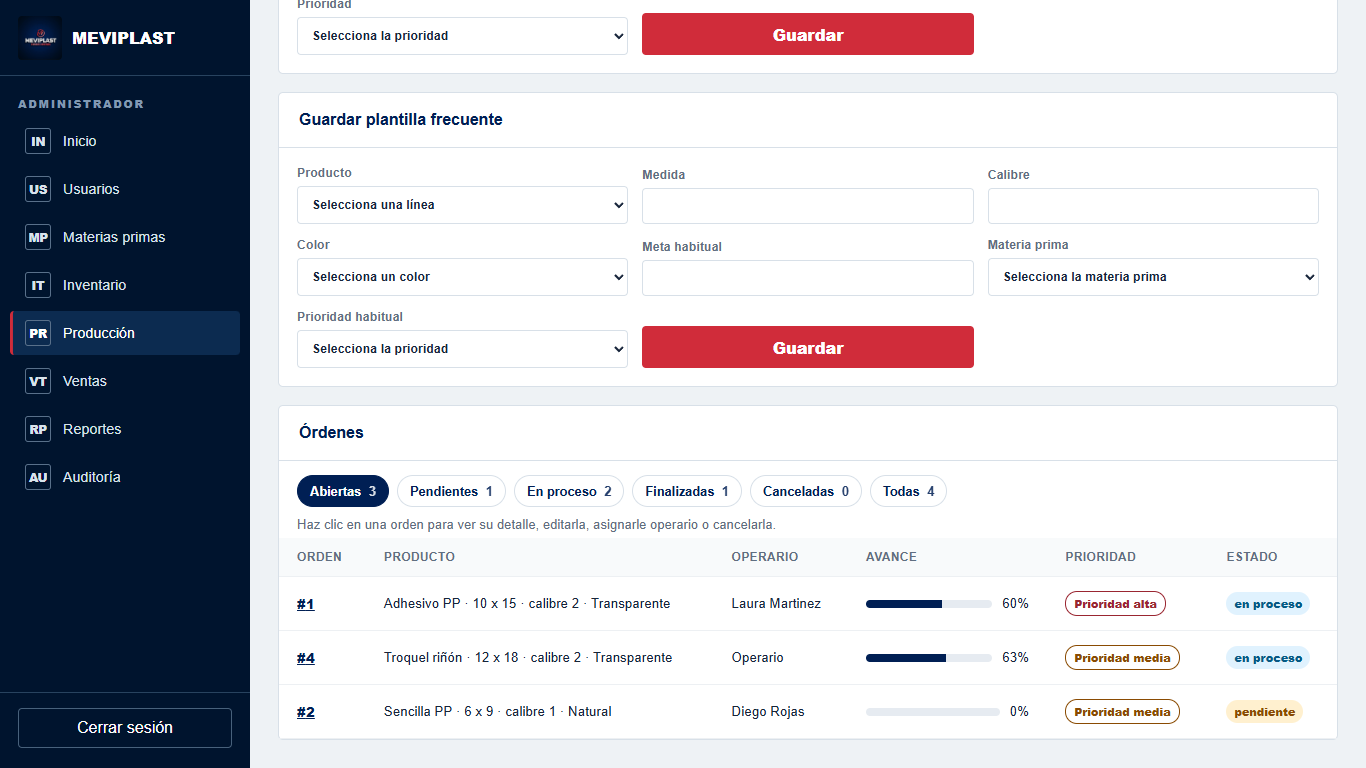 MEVIPLAST
MEVIPLAST
ADMINISTRADOR
IN Inicio
US Usuarios
MP Materias primas
IT Inventario
PR Producción
VT Ventas
RP Reportes
AU Auditoría
Cerrar sesión
Prioridad
Selecciona la prioridad
Guardar
Guardar plantilla frecuente
Producto Medida Calibre
Selecciona una línea
Color Meta habitual Materia prima
Selecciona un color Selecciona la materia prima
Prioridad habitual
Selecciona la prioridad Guardar
Órdenes
Abiertas 3 Pendientes 1 En proceso 2 Finalizadas 1 Canceladas 0 Todas 4
Haz clic en una orden para ver su detalle, editarla, asignarle operario o cancelarla.
ORDEN PRODUCTO OPERARIO AVANCE PRIORIDAD ESTADO
#1 Adhesivo PP · 10 x 15 · calibre 2 · Transparente Laura Martinez 60% Prioridad alta en proceso
#4 Troquel riñón · 12 x 18 · calibre 2 · Transparente Operario 63% Prioridad media en proceso
#2 Sencilla PP · 6 x 9 · calibre 1 · Natural Diego Rojas 0% Prioridad media pendiente